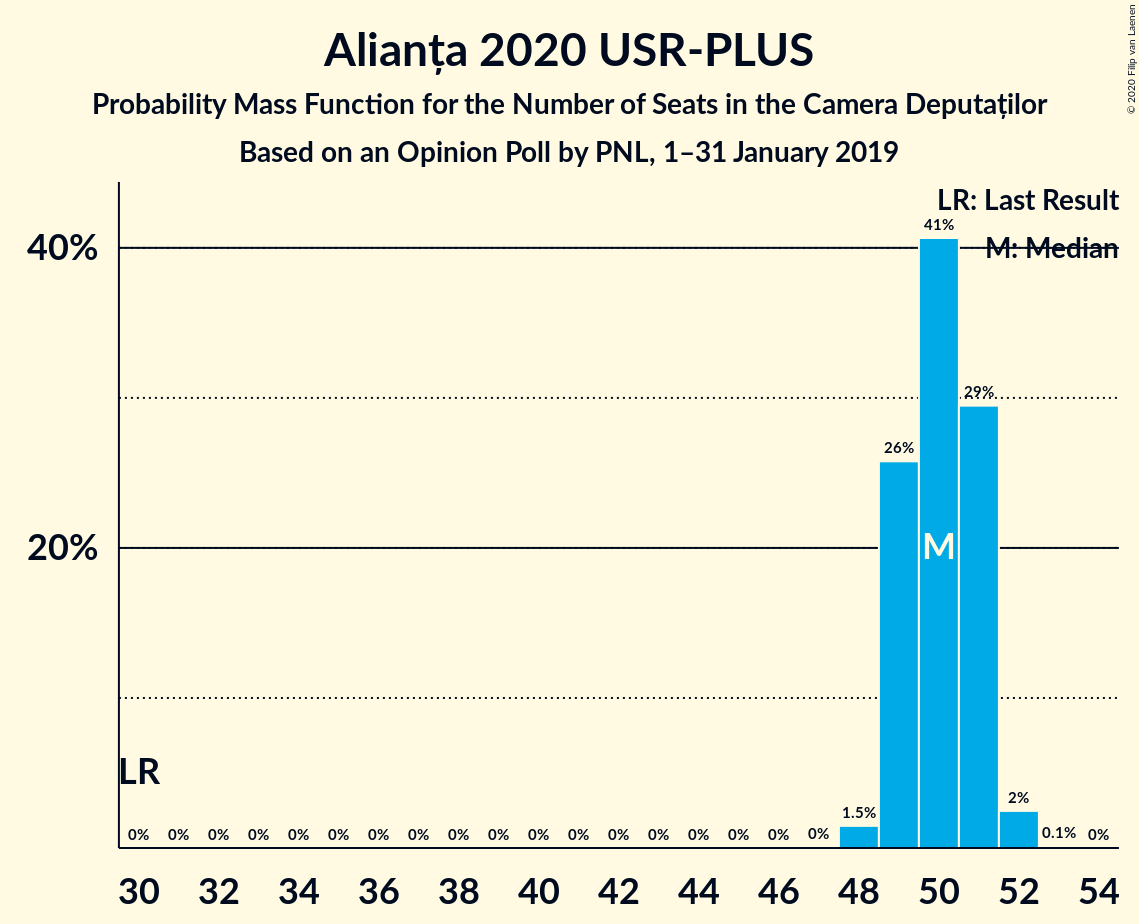 Alianța 2020 USR-PLUS
Probability Mass Function for the Number of Seats in the Camera Deputaților
Based on an Opinion Poll by PNL, 1–31 January 2019
© 2020 Filip van Laenen
LR: Last Result
M: Median
40%
20%
41%
29%
26%
M
LR
0% 0% 0% 0% 0% 0% 0% 0% 0% 0% 0% 0% 0% 0% 0% 0% 0% 0% 1.5% 2% 0.1% 0%
30 32 34 36 38 40 42 44 46 48 50 52 54